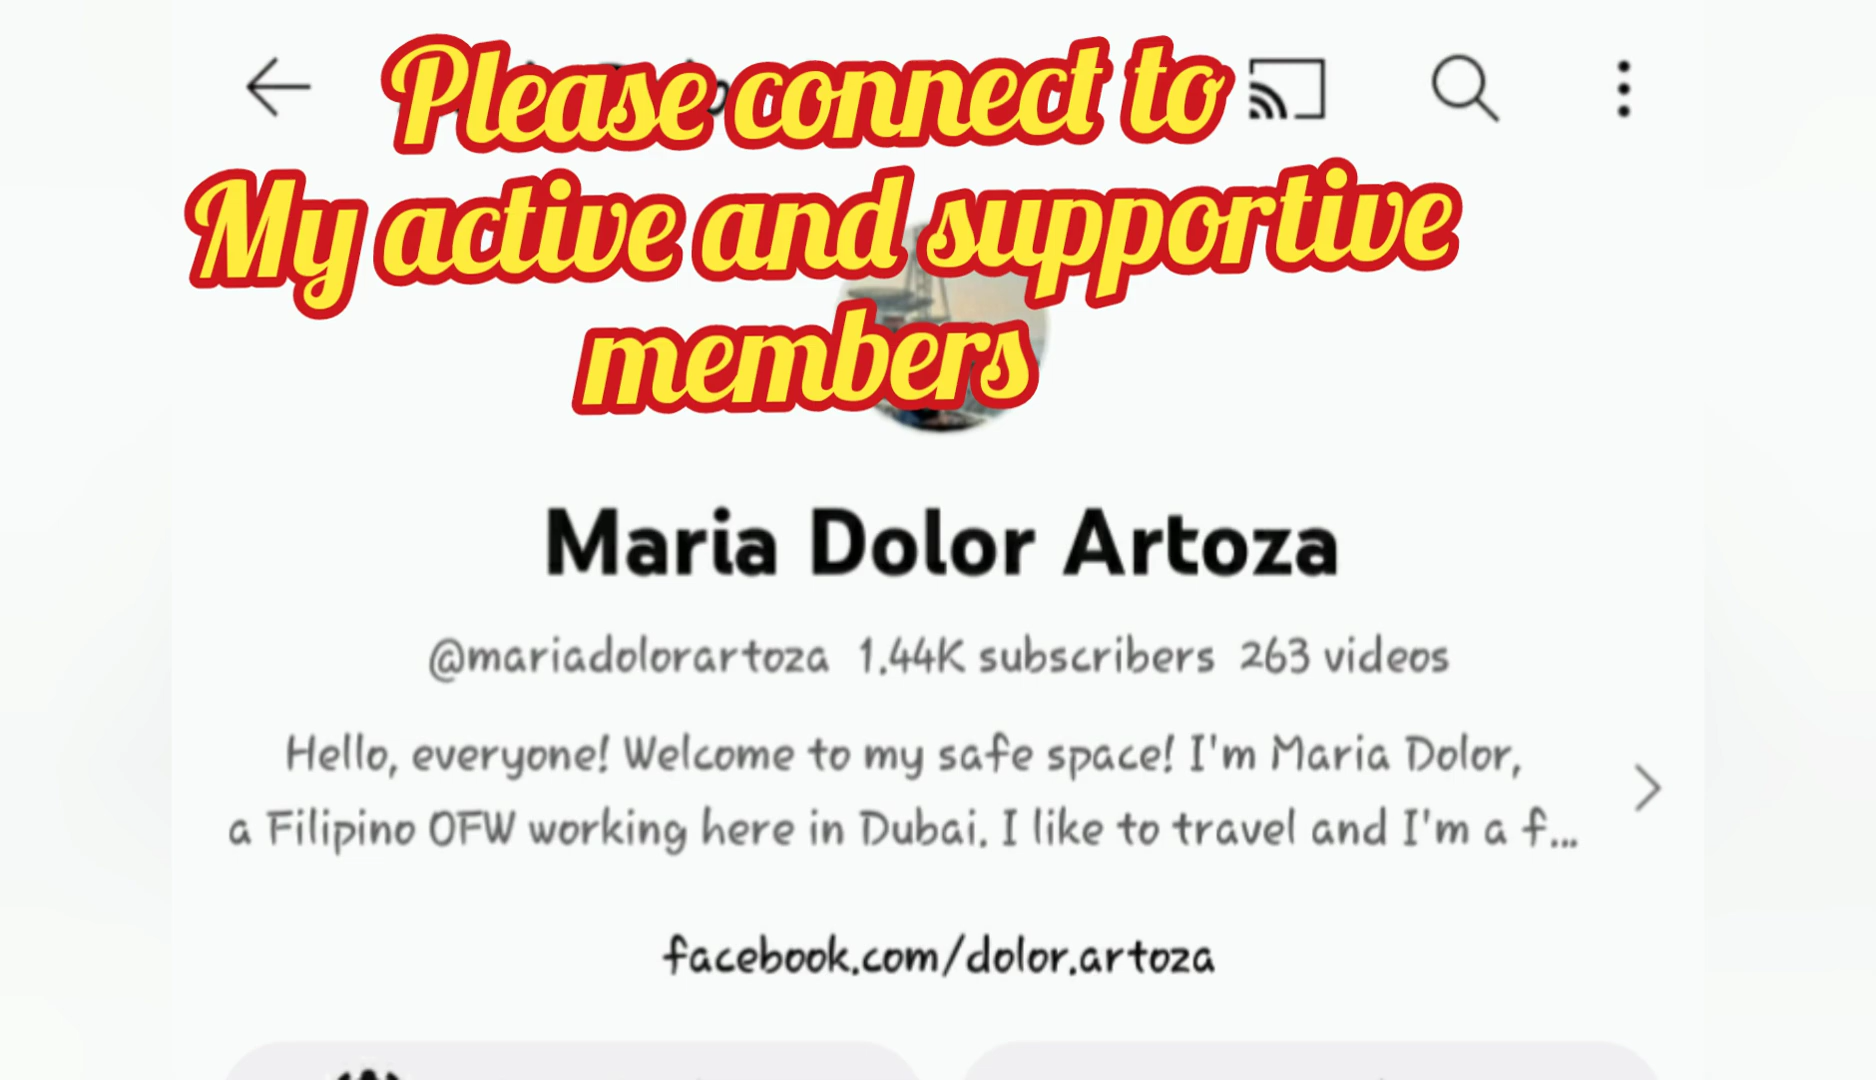 Please connect to
My active and supportive
members
Maria Dolor Artoza
@mariadolorartoza 1.44K subscribers 263 videos
Hello, everyone! Welcome to my safe space! I'm Maria Dolor,
a Filipino OFW working here in Dubai. I like to travel and I'm a f...
facebook.com/dolor.artoza